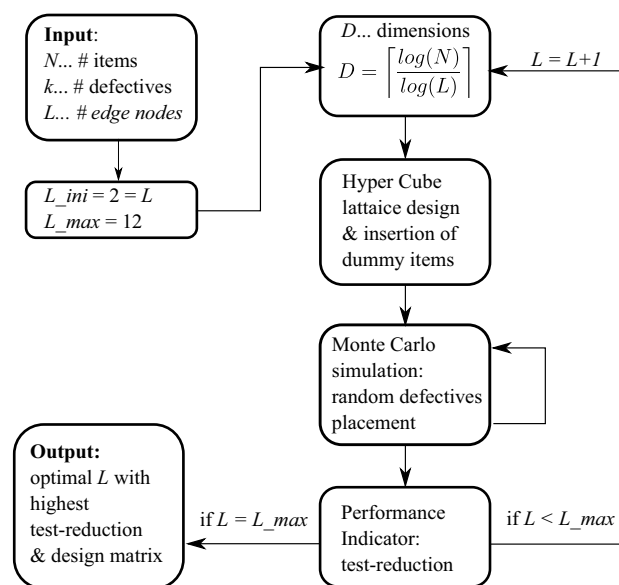 Input:
N... # items
k... # defectives
L... # edge nodes
L_ini = 2 = L
L_max = 12
D... dimensions
D = ⌈log(N)/log(L)⌉
L = L+1
Hyper Cube
lattaice design
& insertion of
dummy items
Monte Carlo
simulation:
random defectives
placement
Performance
Indicator:
test-reduction
if L < L_max
if L = L_max
Output:
optimal L with
highest
test-reduction
& design matrix